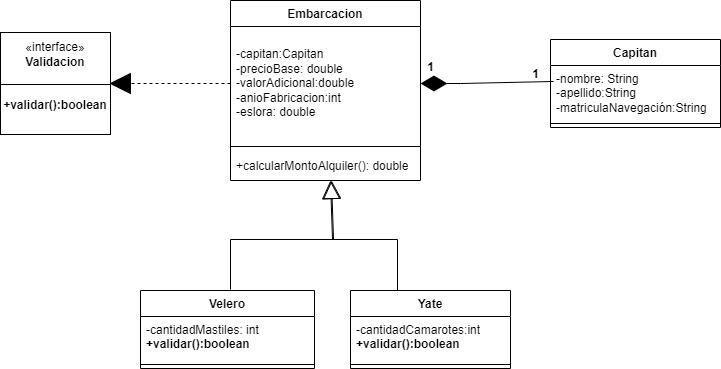 «interface»
Validacion
+validar():boolean
Embarcacion
-capitan:Capitan
-precioBase: double
-valorAdicional:double
-anioFabricacion:int
-eslora: double
+calcularMontoAlquiler(): double
1
1
Capitan
-nombre: String
-apellido:String
-matriculaNavegación:String
Velero
-cantidadMastiles: int
+validar():boolean
Yate
-cantidadCamarotes:int
+validar():boolean